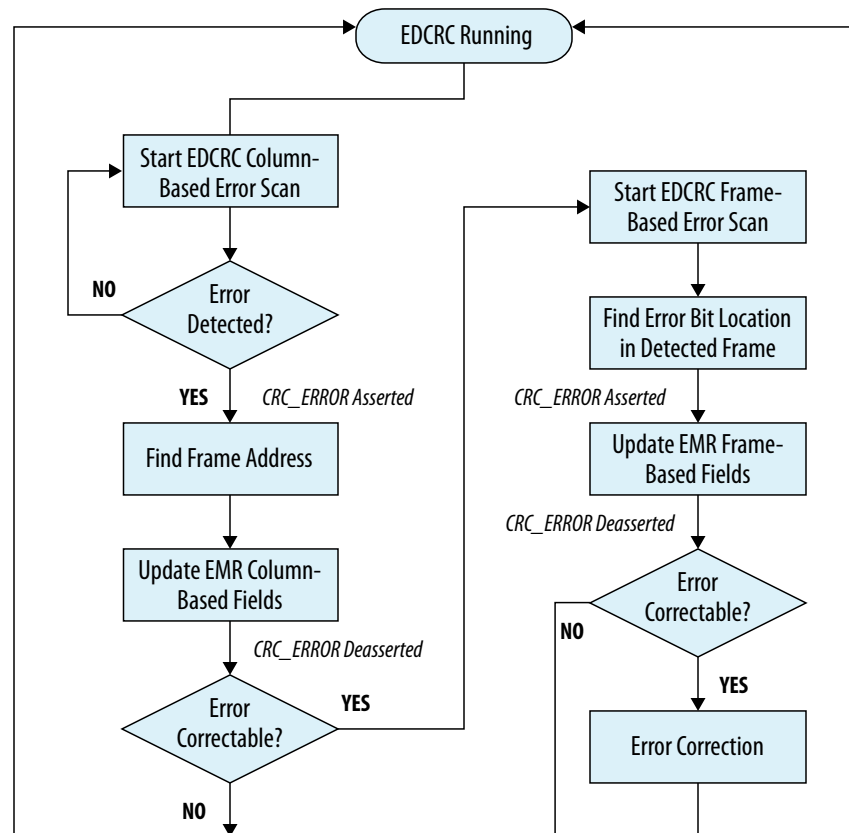 EDCRC Running
Start EDCRC Column-
Based Error Scan
NO
Error
Detected?
YES
CRC_ERROR Asserted
Find Frame Address
Update EMR Column-
Based Fields
CRC_ERROR Deasserted
Error
Correctable?
YES
NO
Start EDCRC Frame-
Based Error Scan
Find Error Bit Location
in Detected Frame
CRC_ERROR Asserted
Update EMR Frame-
Based Fields
CRC_ERROR Deasserted
Error
Correctable?
NO
YES
Error Correction